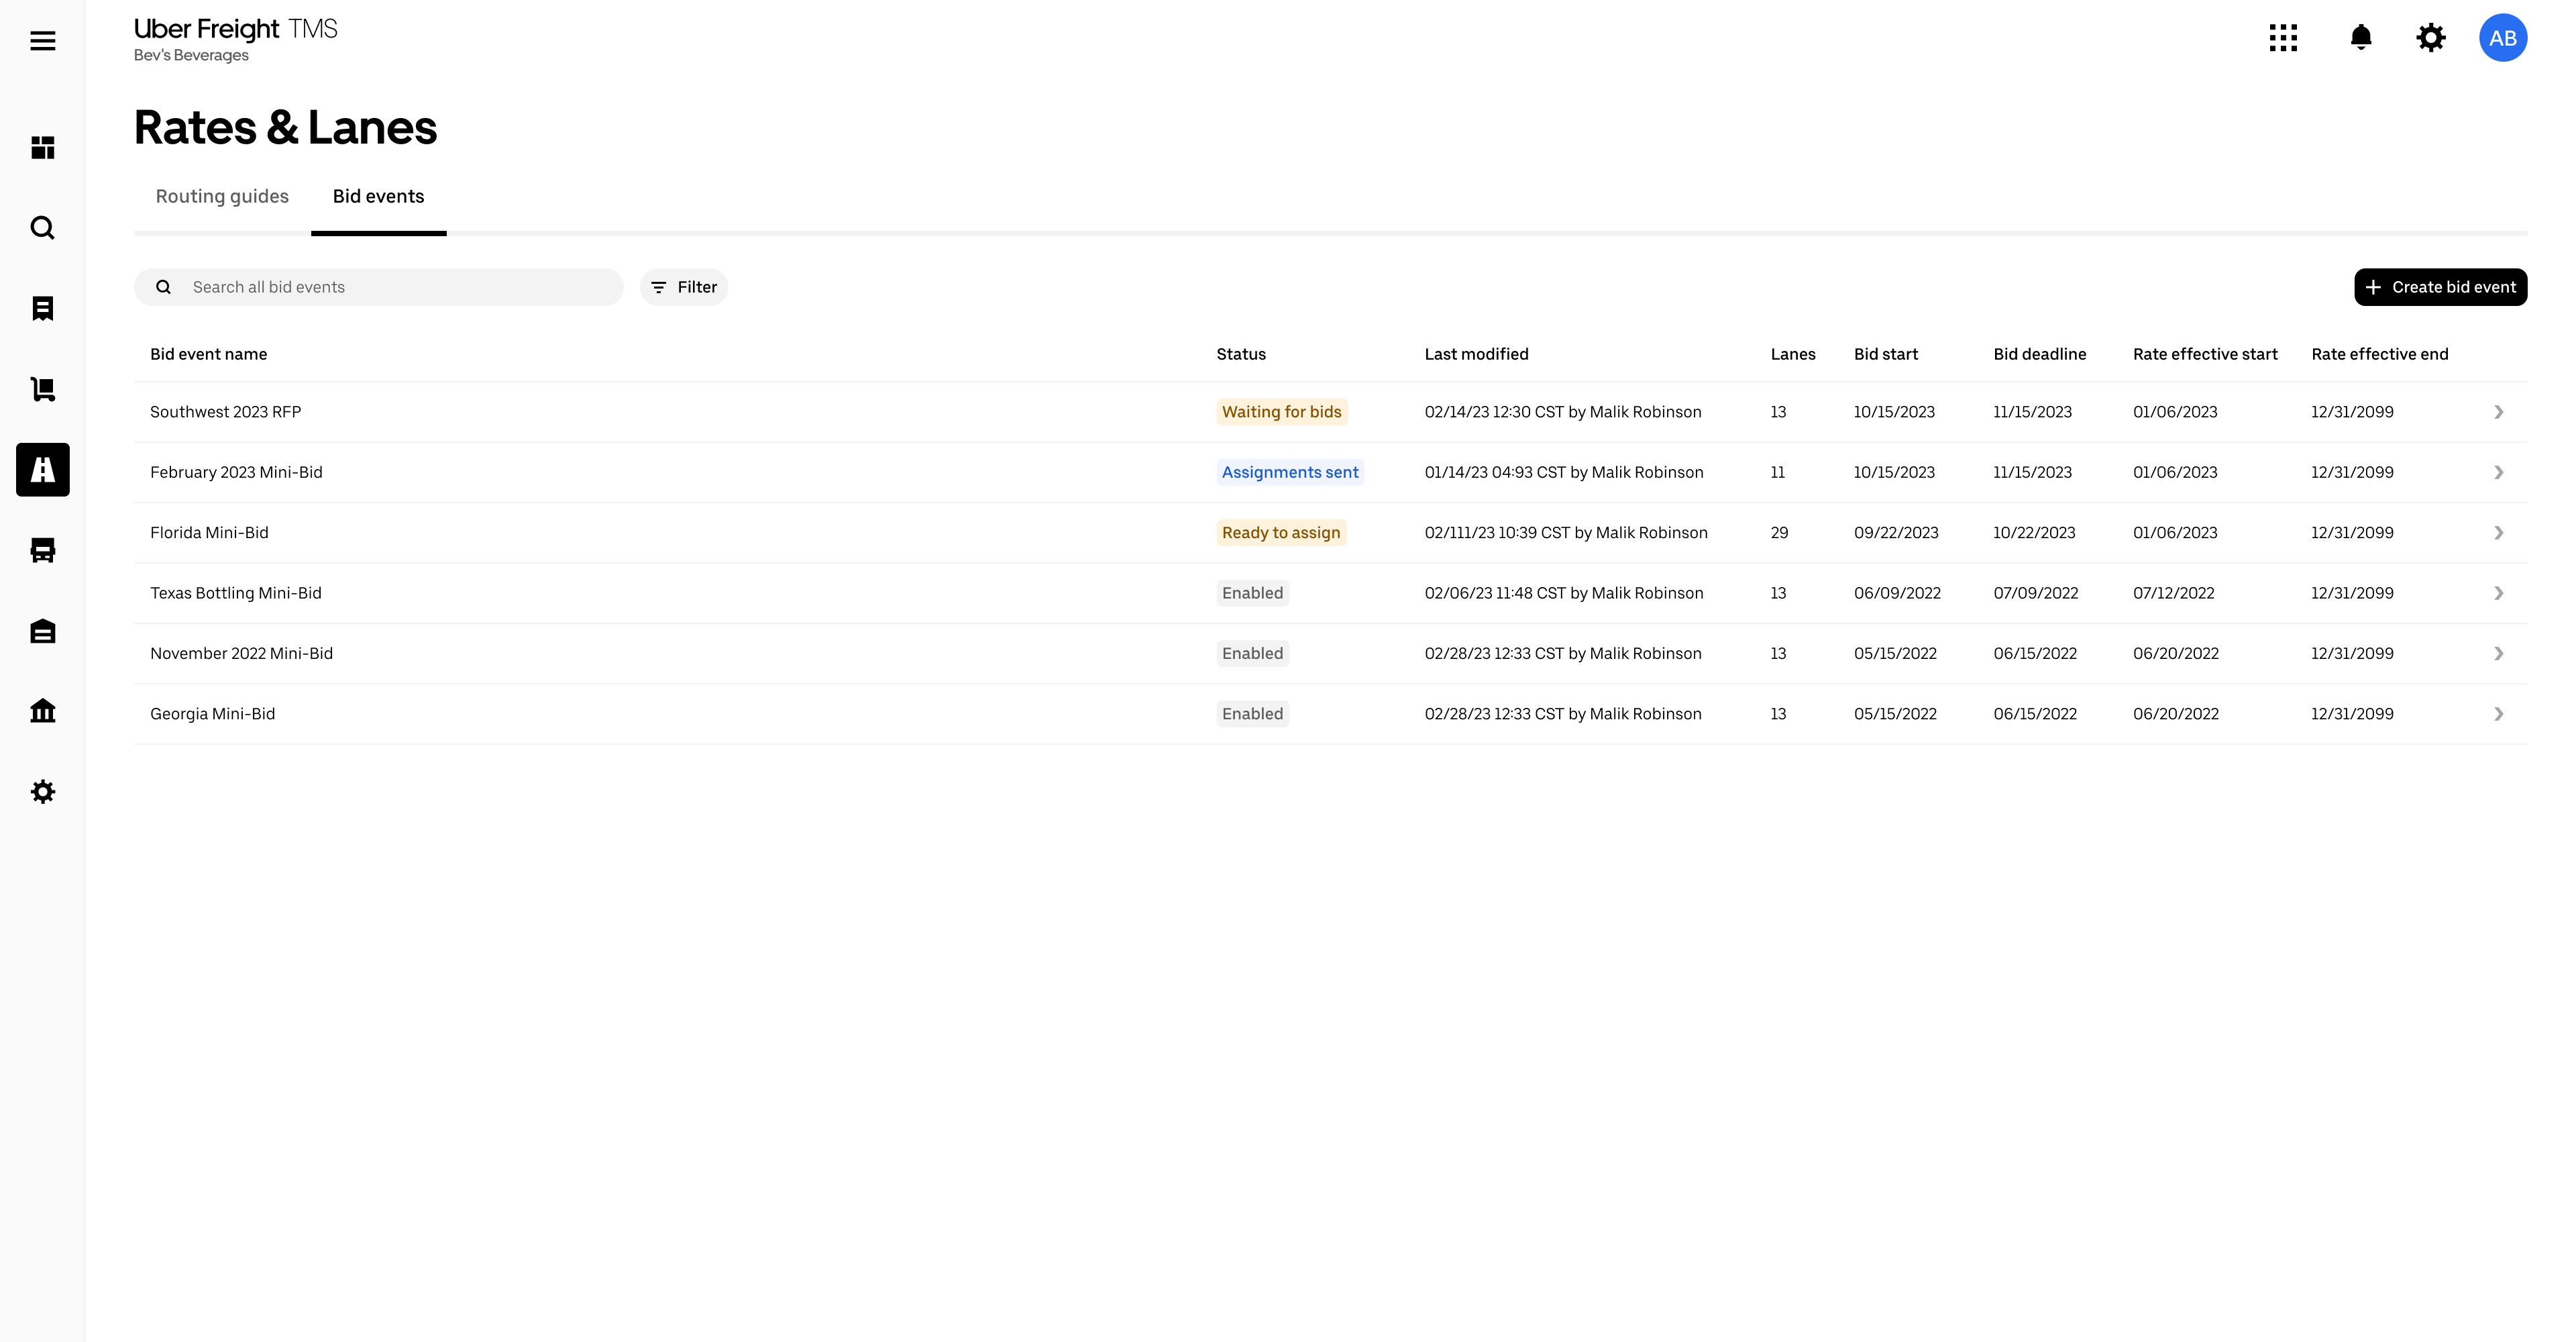 Uber Freight TMS
Bev's Beverages
AB
Rates & Lanes
Routing guides Bid events
Search all bid events Filter + Create bid event
Bid event name Status Last modified Lanes Bid start Bid deadline Rate effective start Rate effective end
Southwest 2023 RFP Waiting for bids 02/14/23 12:30 CST by Malik Robinson 13 10/15/2023 11/15/2023 01/06/2023 12/31/2099
February 2023 Mini-Bid Assignments sent 01/14/23 04:93 CST by Malik Robinson 11 10/15/2023 11/15/2023 01/06/2023 12/31/2099
Florida Mini-Bid Ready to assign 02/111/23 10:39 CST by Malik Robinson 29 09/22/2023 10/22/2023 01/06/2023 12/31/2099
Texas Bottling Mini-Bid Enabled 02/06/23 11:48 CST by Malik Robinson 13 06/09/2022 07/09/2022 07/12/2022 12/31/2099
November 2022 Mini-Bid Enabled 02/28/23 12:33 CST by Malik Robinson 13 05/15/2022 06/15/2022 06/20/2022 12/31/2099
Georgia Mini-Bid Enabled 02/28/23 12:33 CST by Malik Robinson 13 05/15/2022 06/15/2022 06/20/2022 12/31/2099